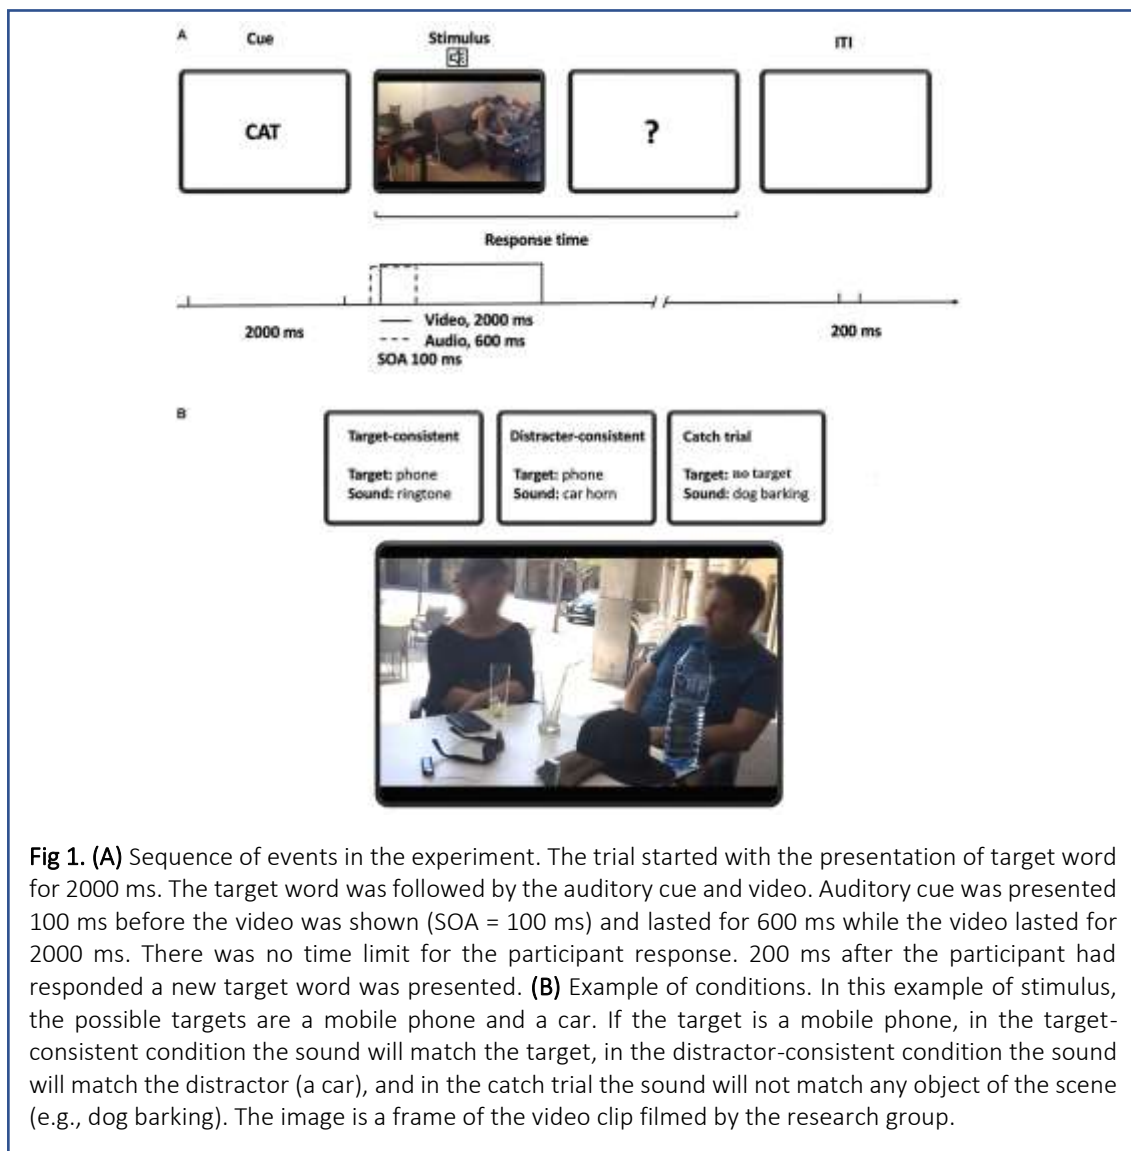 A
Cue
Stimulus
ITI
CAT
?
Response time
2000 ms
Video, 2000 ms
Audio, 600 ms
SOA 100 ms
200 ms
B
Target-consistent
Target: phone
Sound: ringtone
Distracter-consistent
Target: phone
Sound: car horn
Catch trial
Target: no target
Sound: dog barking
Fig 1. (A) Sequence of events in the experiment. The trial started with the presentation of target word
for 2000 ms. The target word was followed by the auditory cue and video. Auditory cue was presented
100 ms before the video was shown (SOA = 100 ms) and lasted for 600 ms while the video lasted for
2000 ms. There was no time limit for the participant response. 200 ms after the participant had
responded a new target word was presented. (B) Example of conditions. In this example of stimulus,
the possible targets are a mobile phone and a car. If the target is a mobile phone, in the target-
consistent condition the sound will match the target, in the distractor-consistent condition the sound
will match the distractor (a car), and in the catch trial the sound will not match any object of the scene
(e.g., dog barking). The image is a frame of the video clip filmed by the research group.